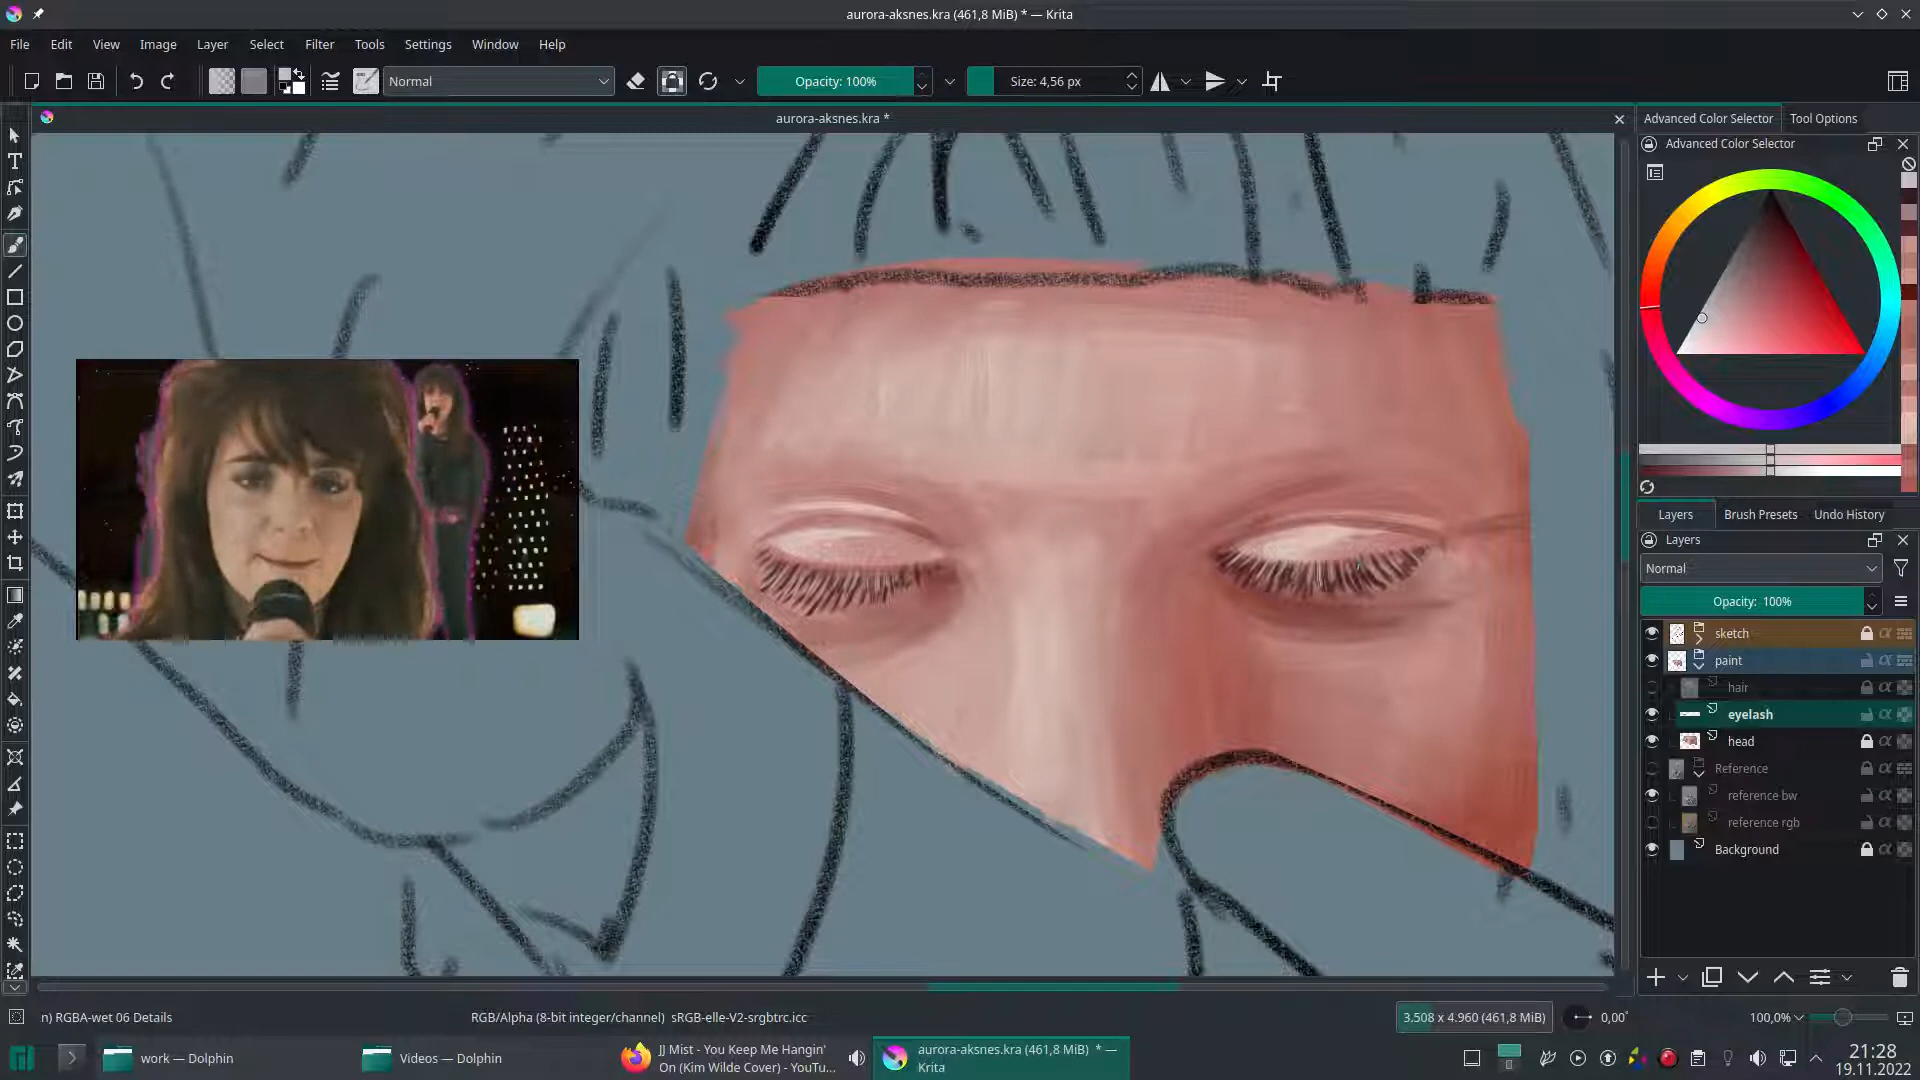 aurora-aksnes.kra (461,8 MiB) * — Krita
File Edit View Image Layer Select Filter Tools Settings Window Help
Normal Opacity: 100% Size: 4,56 px
aurora-aksnes.kra *
Advanced Color Selector Tool Options
Advanced Color Selector
Layers Brush Presets Undo History
Layers
Normal
Opacity: 100%
sketch
paint
hair
eyelash
head
Reference
reference bw
reference rgb
Background
n) RGBA-wet 06 Details RGB/Alpha (8-bit integer/channel) sRGB-elle-V2-srgbtrc.icc 3.508 x 4.960 (461,8 MiB) 0,00° 100,0%
work — Dolphin
Videos — Dolphin
JJ Mist - You Keep Me Hangin'
On (Kim Wilde Cover) - YouTu...
aurora-aksnes.kra (461,8 MiB) * —
Krita
21:28
19.11.2022